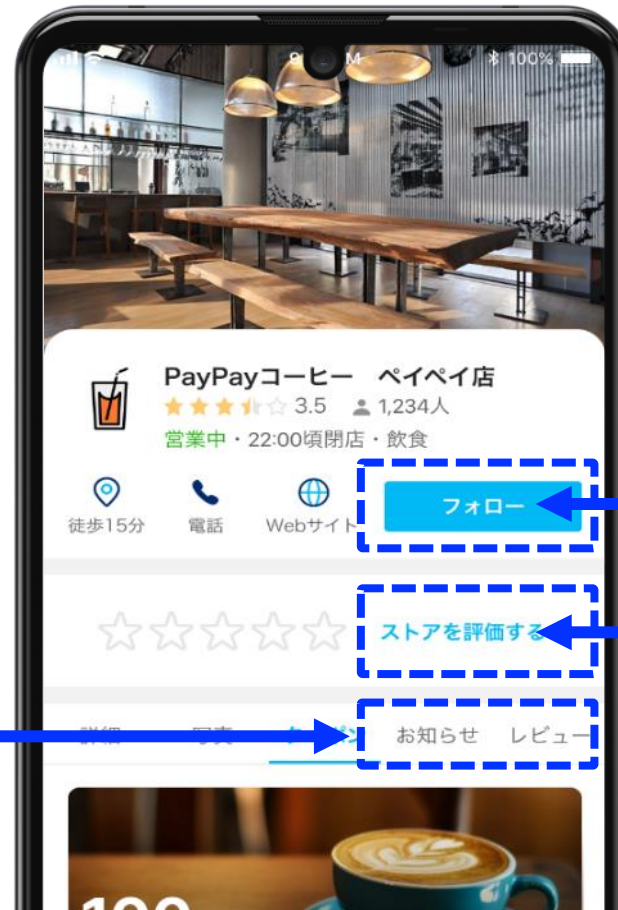 100%
PayPayコーヒー　ペイペイ店
3.5 1,234人
営業中・22:00頃閉店・飲食
徒歩15分 電話 Webサイト フォロー
ストアを評価する
お知らせ レビュー